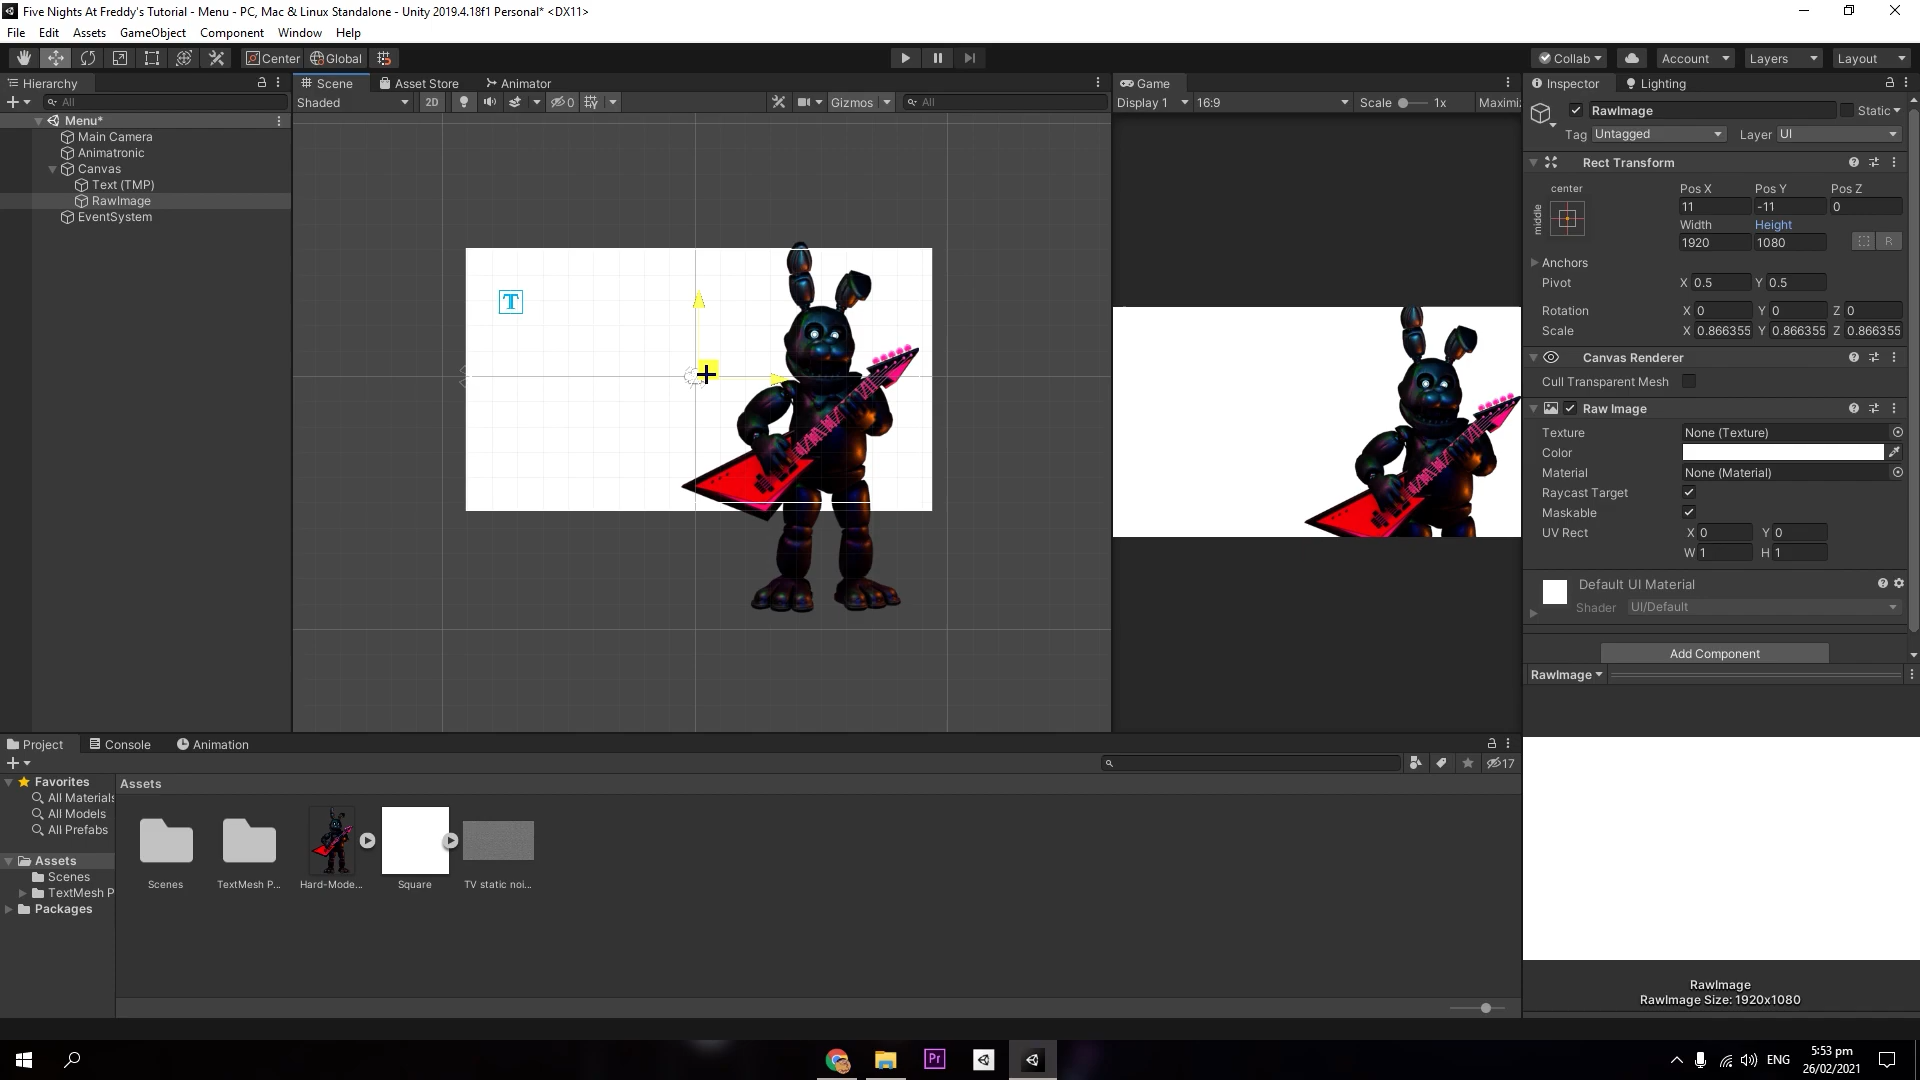 Five Nights At Freddy's Tutorial - Menu - PC, Mac & Linux Standalone - Unity 2019.4.18f1 Personal* <DX11>
File Edit Assets GameObject Component Window Help
Center Global Collab Account Layers Layout
Hierarchy Scene Asset Store Animator Game Inspector Lighting
All Shaded 2D 0 Gizmos All Display 1 16:9 Scale 1x Maximi
Menu*
Main Camera
Animatronic
Canvas
Text (TMP)
RawImage
EventSystem
T
RawImage Static
Tag Untagged Layer UI
Rect Transform
center
middle
Pos X Pos Y Pos Z
11 -11 0
Width Height
1920 1080 R
Anchors
Pivot X 0.5 Y 0.5
Rotation X 0 Y 0 Z 0
Scale X 0.866355 Y 0.866355 Z 0.866355
Canvas Renderer
Cull Transparent Mesh
Raw Image
Texture None (Texture)
Color
Material None (Material)
Raycast Target
Maskable
UV Rect X 0 Y 0
W 1 H 1
Default UI Material
Shader UI/Default
Add Component
RawImage
RawImage
RawImage Size: 1920x1080
Project Console Animation
17
Favorites
All Materials
All Models
All Prefabs
Assets
Scenes
TextMesh P
Packages
Assets
Scenes TextMesh P... Hard-Mode... Square TV static noi...
Pr
ENG
5:53 pm
26/02/2021